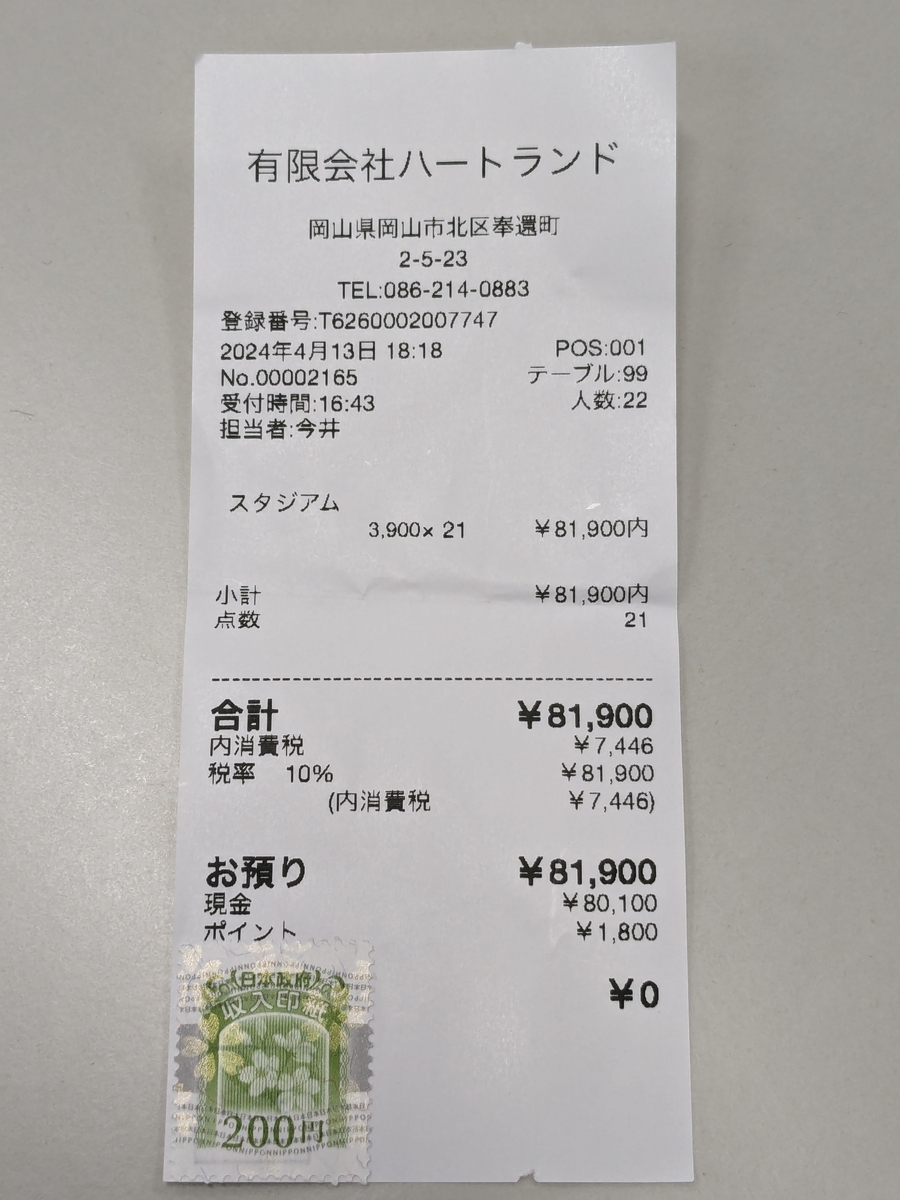 有限会社ハートランド
岡山県岡山市北区奉還町
2-5-23
TEL:086-214-0883
登録番号:T6260002007747
2024年4月13日 18:18 POS:001
No.00002165 テーブル:99
受付時間:16:43 人数:22
担当者:今井
スタジアム
3,900× 21 ¥81,900内
小計 ¥81,900内
点数 21
合計 ¥81,900
内消費税 ¥7,446
税率 10% ¥81,900
(内消費税 ¥7,446)
お預り ¥81,900
現金 ¥80,100
ポイント ¥1,800
¥0
日本政府
収入印紙
200円